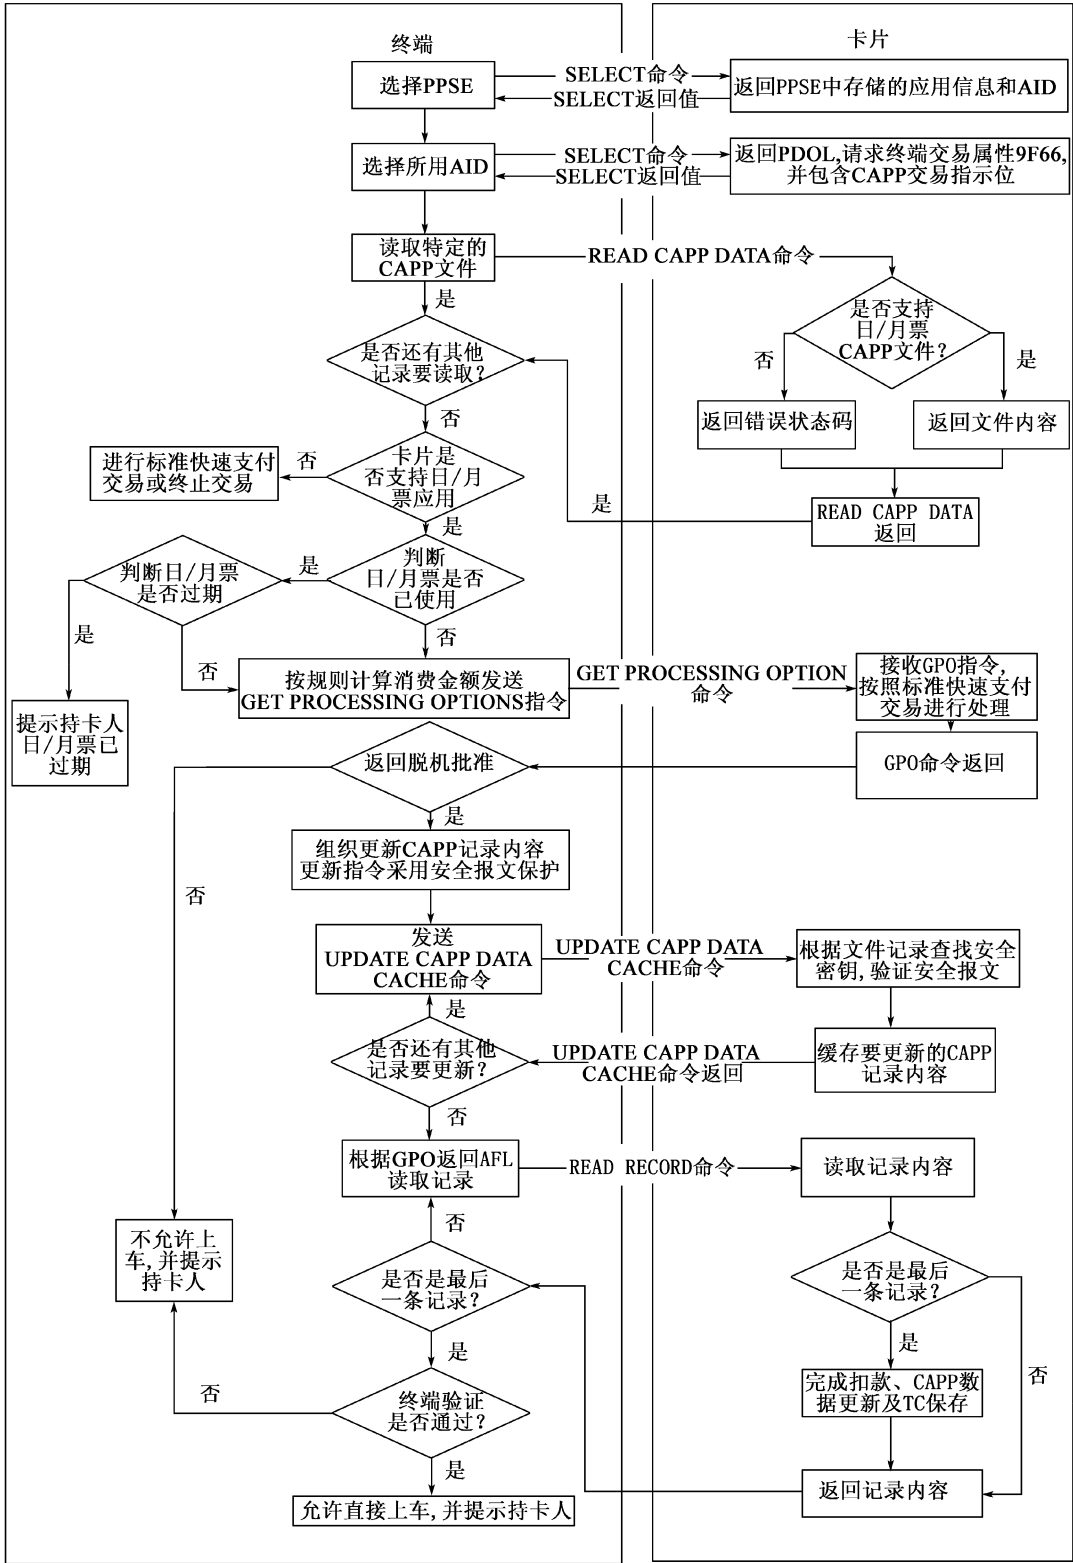 终端
卡片
选择PPSE
SELECT命令
SELECT返回值
返回PPSE中存储的应用信息和AID
选择所用AID
SELECT命令
SELECT返回值
返回PDOL,请求终端交易属性9F66,
并包含CAPP交易指示位
读取特定的
CAPP文件
READ CAPP DATA命令
是
是否支持
日/月票
CAPP文件?
否
是
是否还有其他
记录要读取?
返回错误状态码
返回文件内容
否
卡片是
否支持日/月
票应用
否
进行标准快速支付
交易或终止交易
是
READ CAPP DATA
返回
是
判断
日/月票是否
已使用
是
判断日/月票
是否过期
是
否
否
提示持卡人
日/月票已
过期
按规则计算消费金额发送
GET PROCESSING OPTIONS指令
GET PROCESSING OPTION
命令
接收GPO指令,
按照标准快速支付
交易进行处理
返回脱机批准
GPO命令返回
是
否
组织更新CAPP记录内容
更新指令采用安全报文保护
发送
UPDATE CAPP DATA
CACHE命令
UPDATE CAPP DATA
CACHE命令
根据文件记录查找安全
密钥,验证安全报文
是
是否还有其他
记录要更新?
UPDATE CAPP DATA
CACHE命令返回
缓存要更新的CAPP
记录内容
否
根据GPO返回AFL
读取记录
READ RECORD命令
读取记录内容
否
不允许上
车,并提示
持卡人
是否是最后
一条记录?
是否是最后
一条记录?
是
是
否
完成扣款、CAPP数
据更新及TC保存
否
终端验证
是否通过?
是
返回记录内容
允许直接上车,并提示持卡人